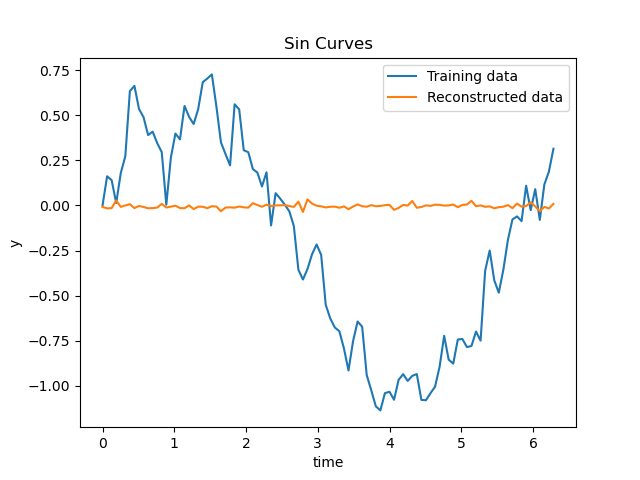 Sin Curves
Training data
Reconstructed data
0.75
0.50
0.25
0.00
−0.25
−0.50
−0.75
−1.00
y
0 1 2 3 4 5 6
time